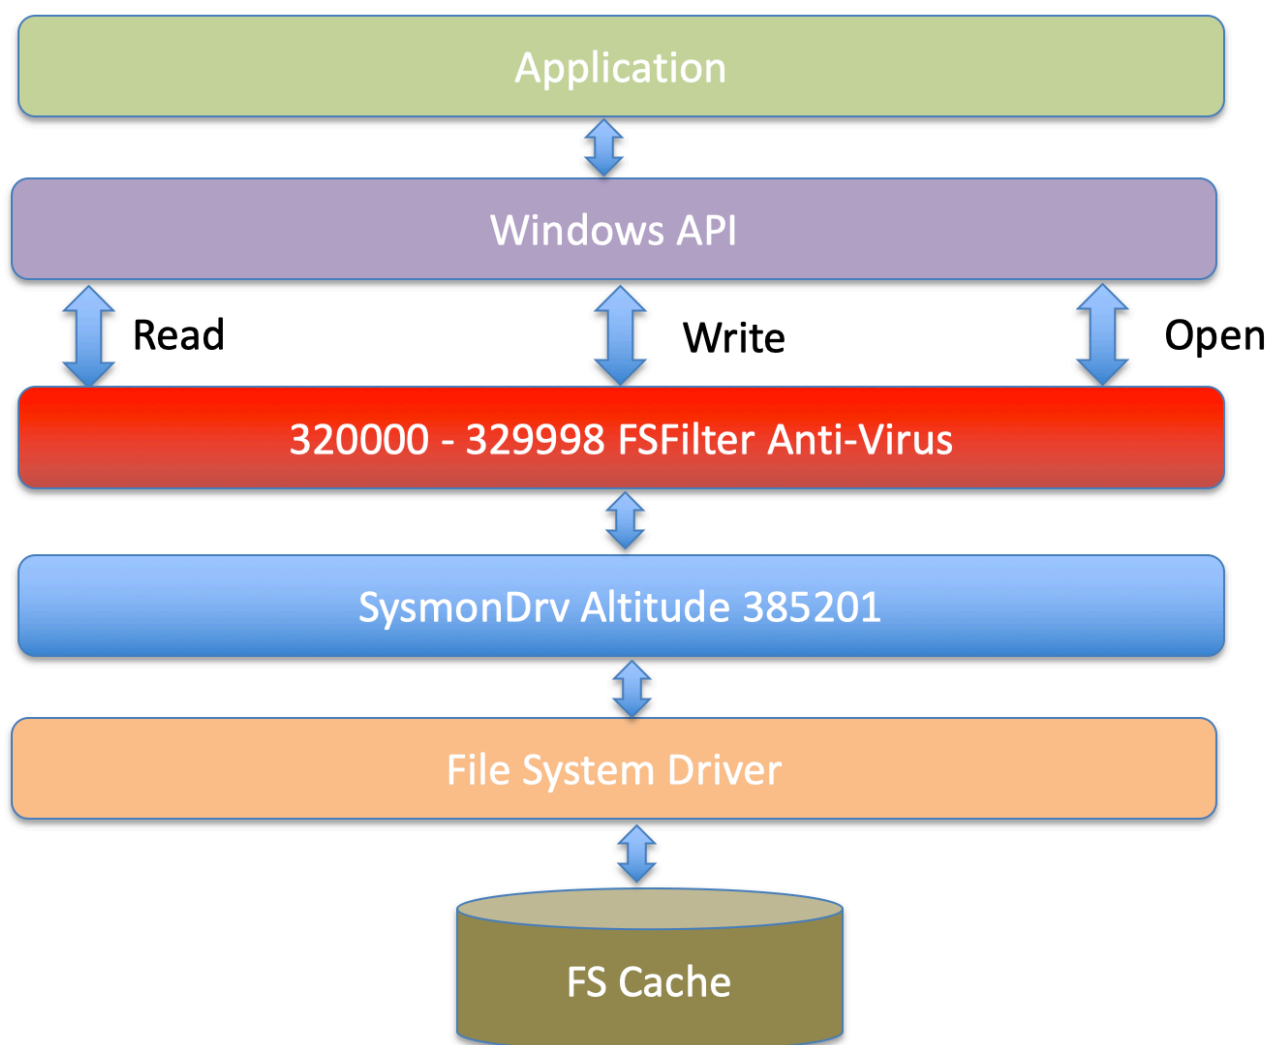 Application
Windows API
Read
Write
Open
320000 - 329998 FSFilter Anti-Virus
SysmonDrv Altitude 385201
File System Driver
FS Cache